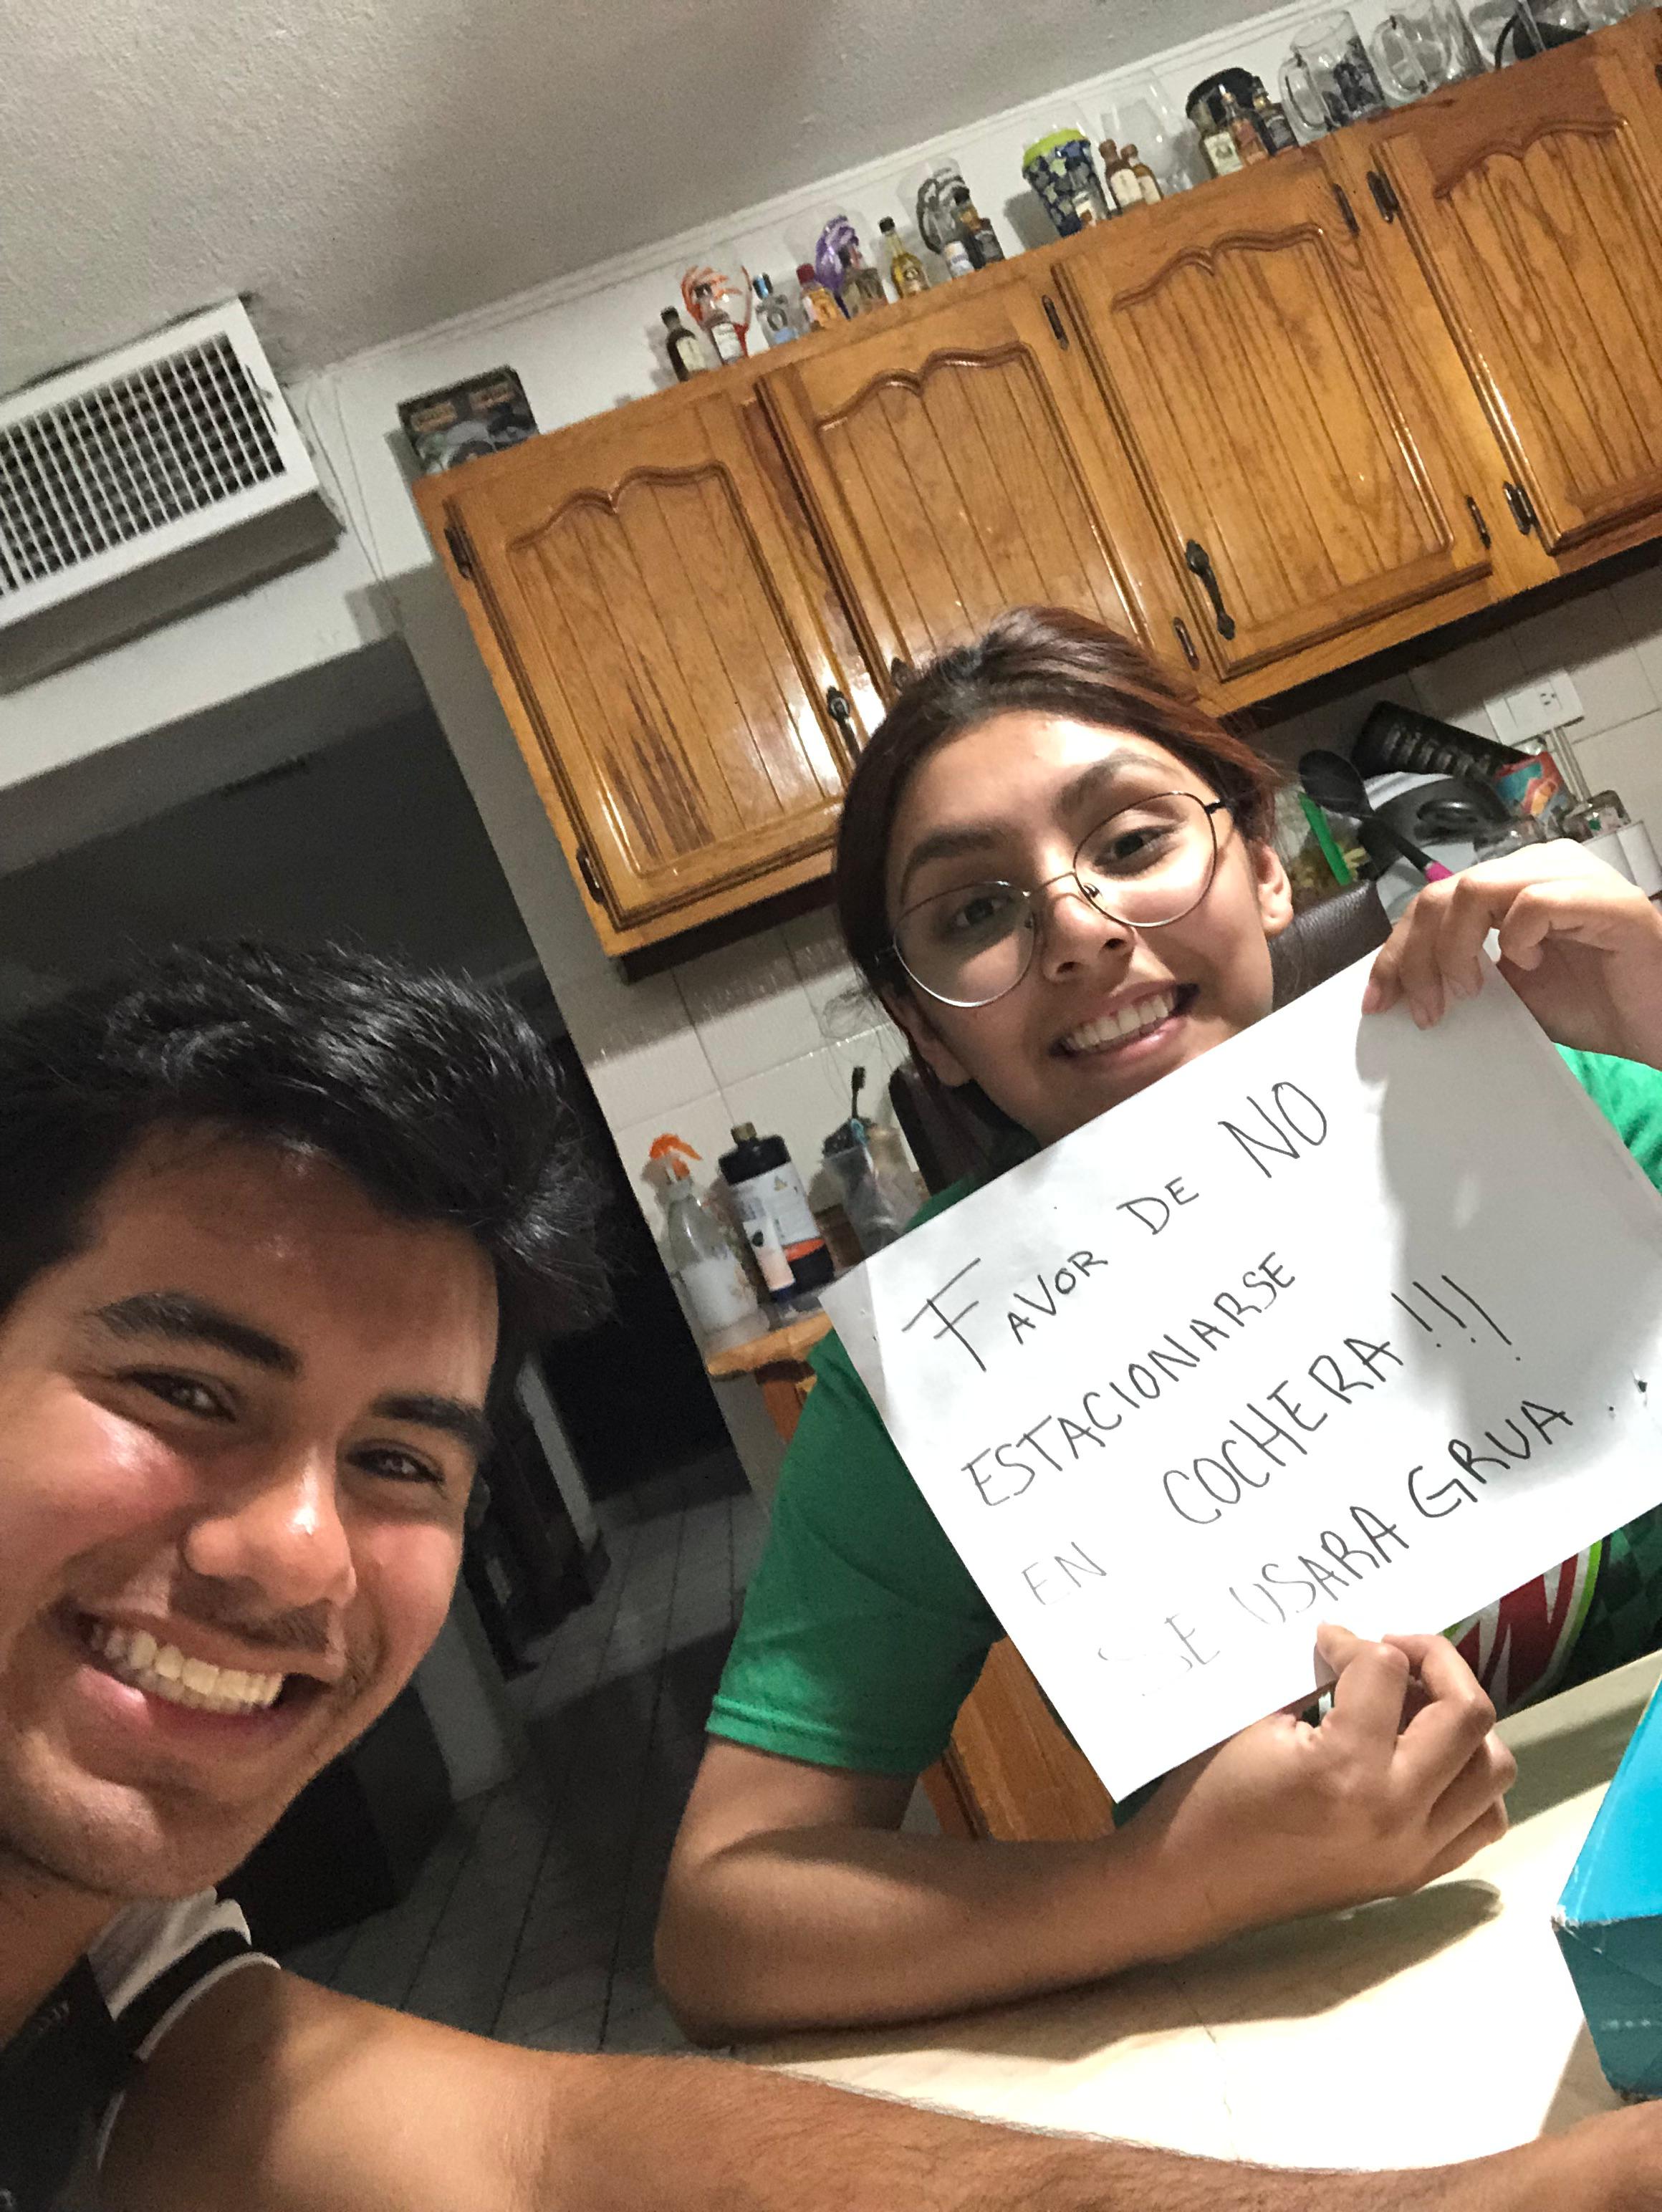 FAVOR DE NO
ESTACIONARSE
EN COCHERA!!!
SE USARA GRUA.